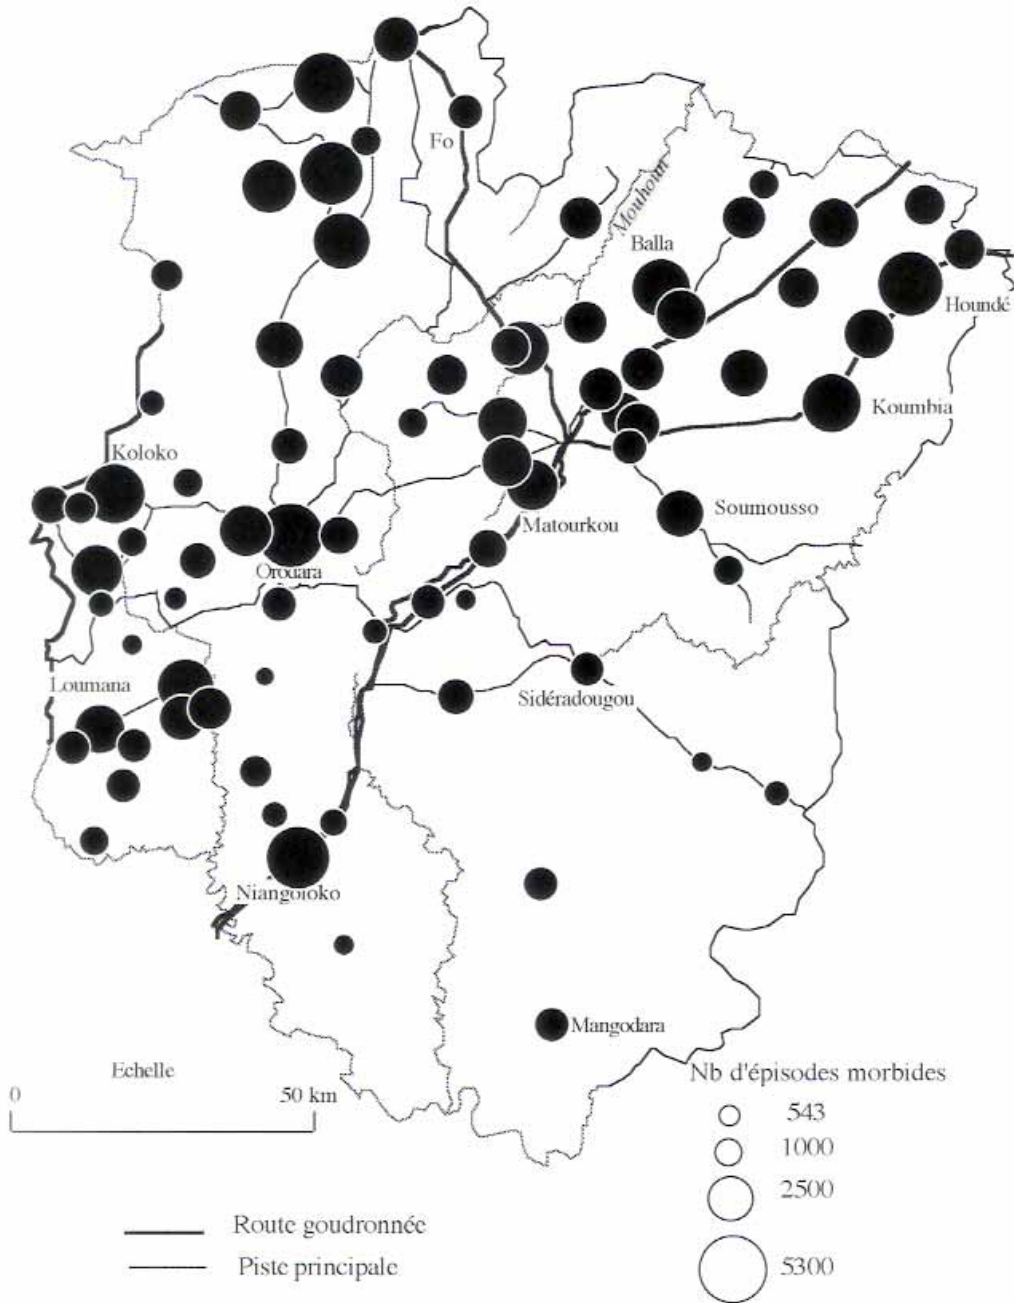 Fo
Mouhoun
Balla
Houndé
Koumbia
Koloko
Soumousso
Matourkou
Orodara
Loumana
Sidéradougou
Niangoloko
Mangodara
Echelle
0
50 km
Nb d'épisodes morbides
543
1000
2500
5300
Route goudronnée
Piste principale